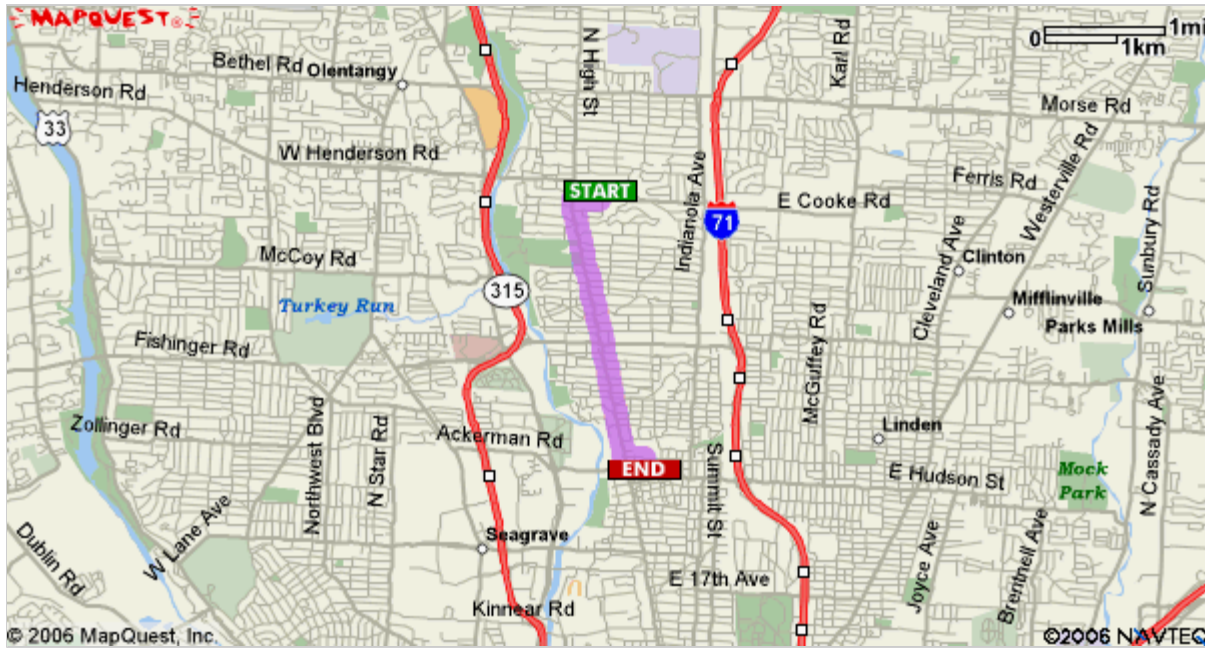 MAPQUEST®
0 1mi
1km
N High St
Karl Rd
Bethel Rd
Olentangy
Henderson Rd
33
Morse Rd
W Henderson Rd
Westerville Rd
Indianola Ave
START
Ferris Rd
E Cooke Rd
71
McCoy Rd
Cleveland Ave
Clinton
Sunbury Rd
315
Turkey Run
Mifflinville
Parks Mills
Fishinger Rd
McGuffey Rd
Zollinger Rd
Northwest Blvd
N Star Rd
Ackerman Rd
Linden
N Cassady Ave
END
Summit St
E Hudson St
Mock
Park
W Lane Ave
Dublin Rd
Seagrave
E 17th Ave
Joyce Ave
Brentnell Ave
Kinnear Rd
© 2006 MapQuest, Inc.
©2006 NAVTEQ